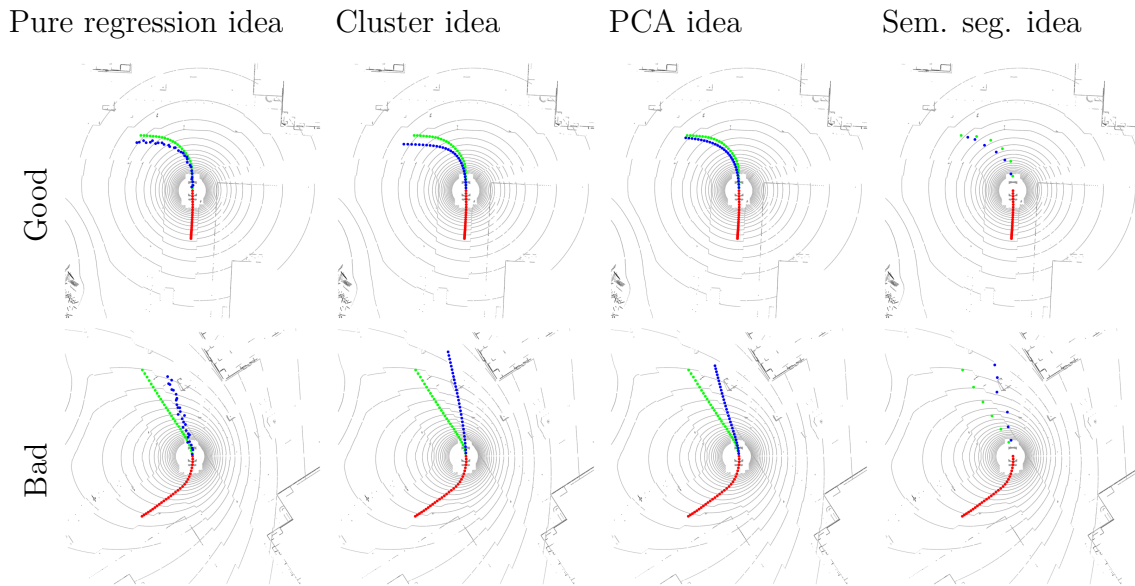 Pure regression idea
Cluster idea
PCA idea
Sem. seg. idea
Good
Bad